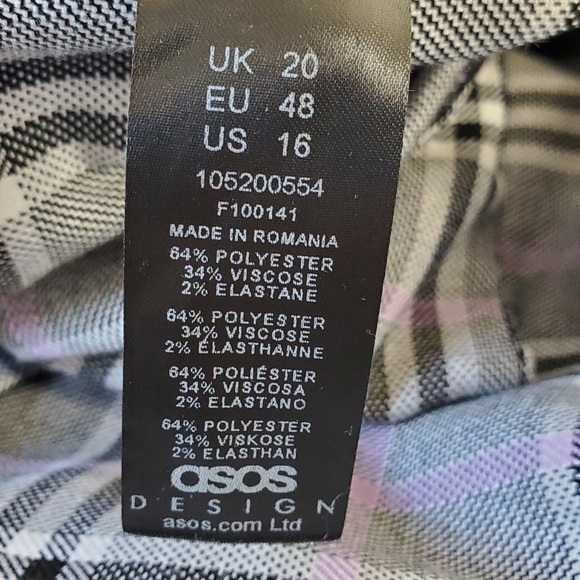 UK 20
EU 48
US 16
105200554
F100141
MADE IN ROMANIA
64% POLYESTER
34% VISCOSE
2% ELASTANE
64% POLYESTER
34% VISCOSE
2% ÉLASTHANNE
64% POLIÉSTER
34% VISCOSA
2% ELASTANO
64% POLYESTER
34% VISKOSE
2% ELASTHAN
asos
DESIGN
asos.com Ltd